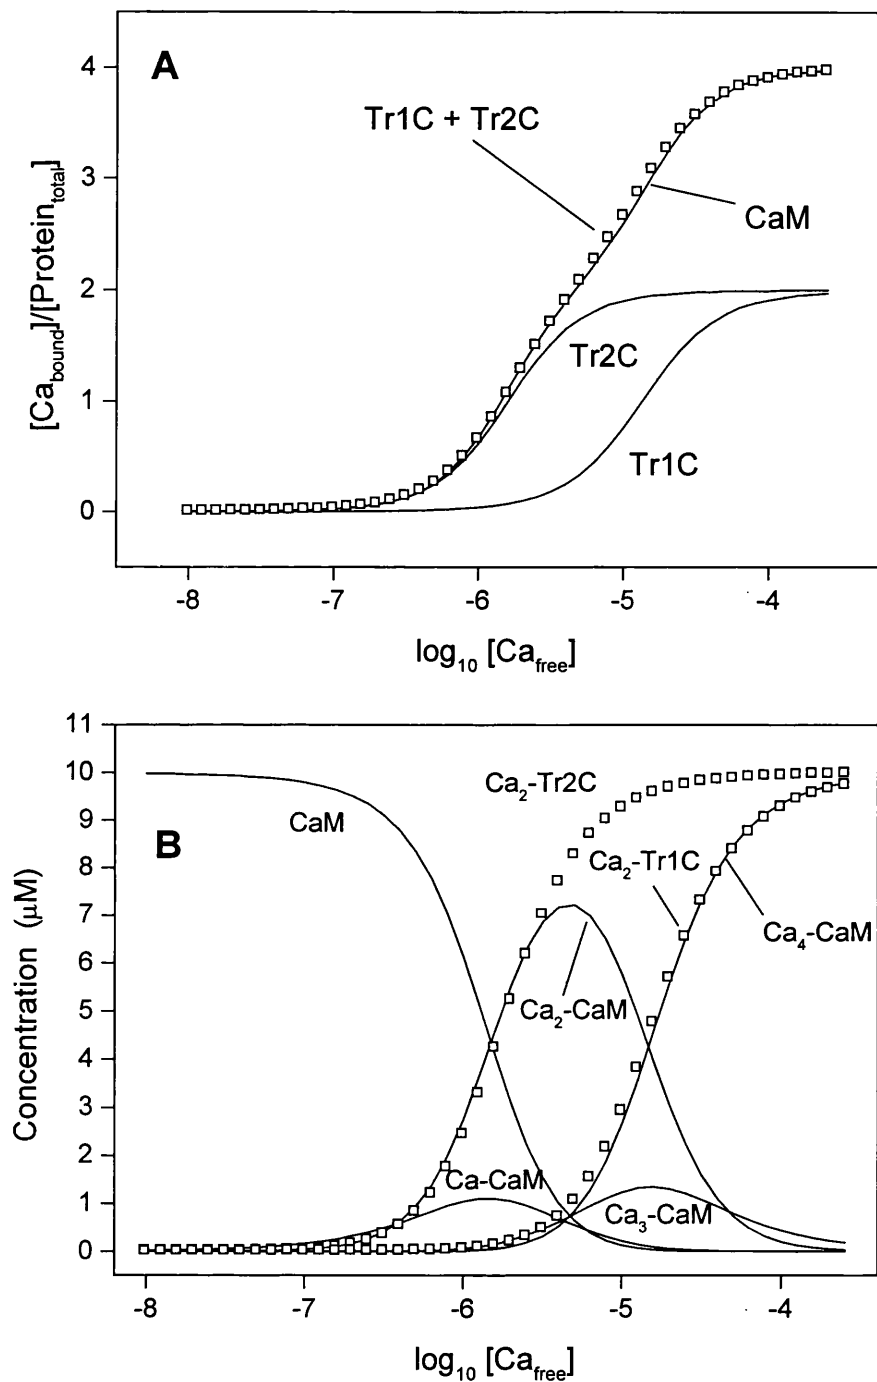 A
4
3
2
1
0
[Ca_bound]/[Protein_total]
Tr1C + Tr2C
CaM
Tr2C
Tr1C
-8 -7 -6 -5 -4
log₁₀ [Ca_free]
B
11
10
9
8
7
6
5
4
3
2
1
0
Concentration (μM)
CaM
Ca₂-Tr2C
Ca₂-Tr1C
Ca₄-CaM
Ca₂-CaM
Ca-CaM
Ca₃-CaM
-8 -7 -6 -5 -4
log₁₀ [Ca_free]